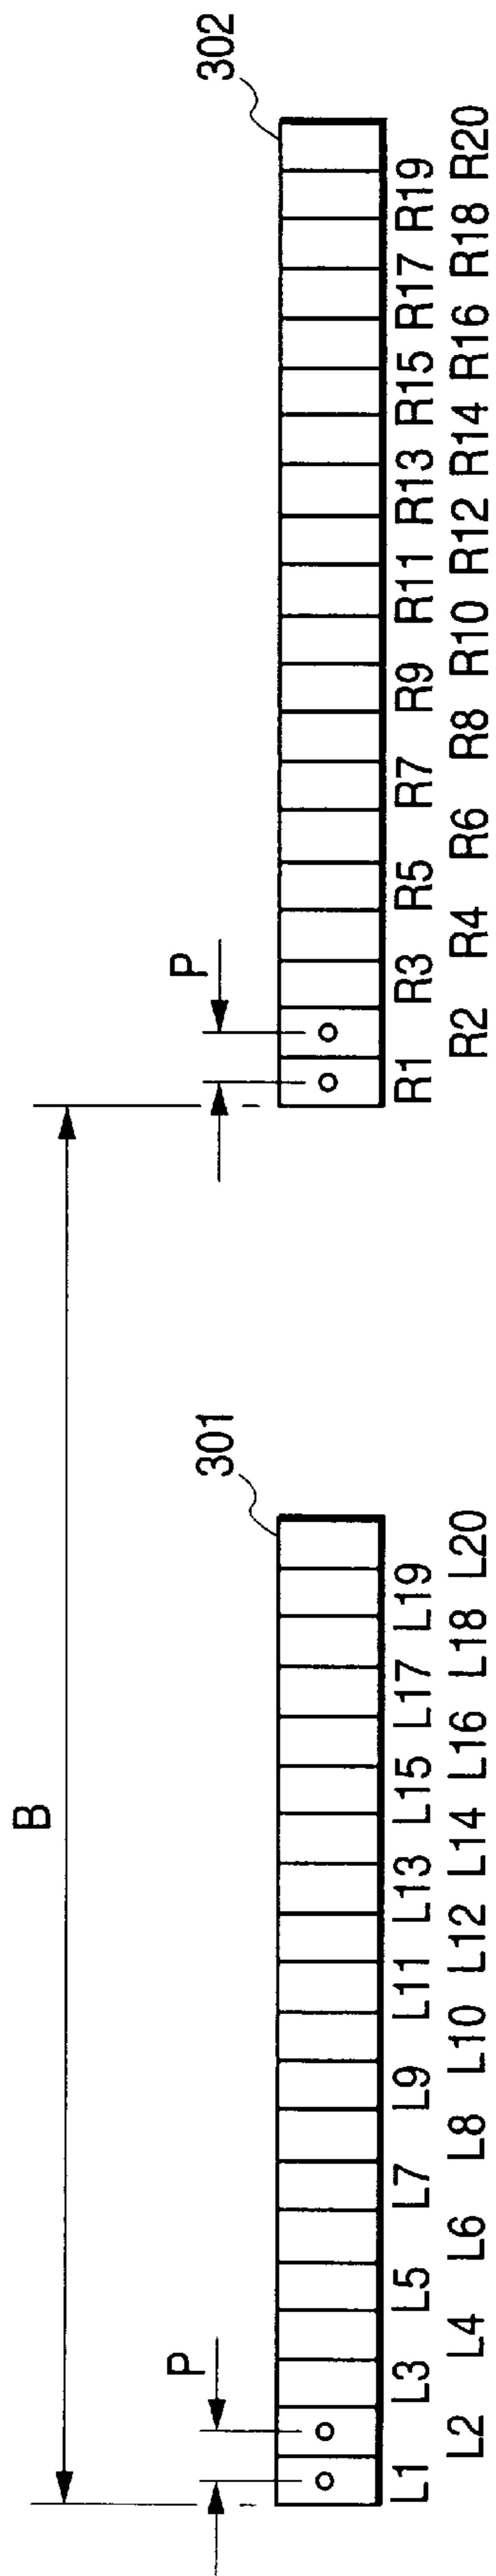 B
301
302
P
P
L1 L3 L5 L7 L9 L11 L13 L15 L17 L19
L2 L4 L6 L8 L10 L12 L14 L16 L18 L20
R1 R3 R5 R7 R9 R11 R13 R15 R17 R19
R2 R4 R6 R8 R10 R12 R14 R16 R18 R20